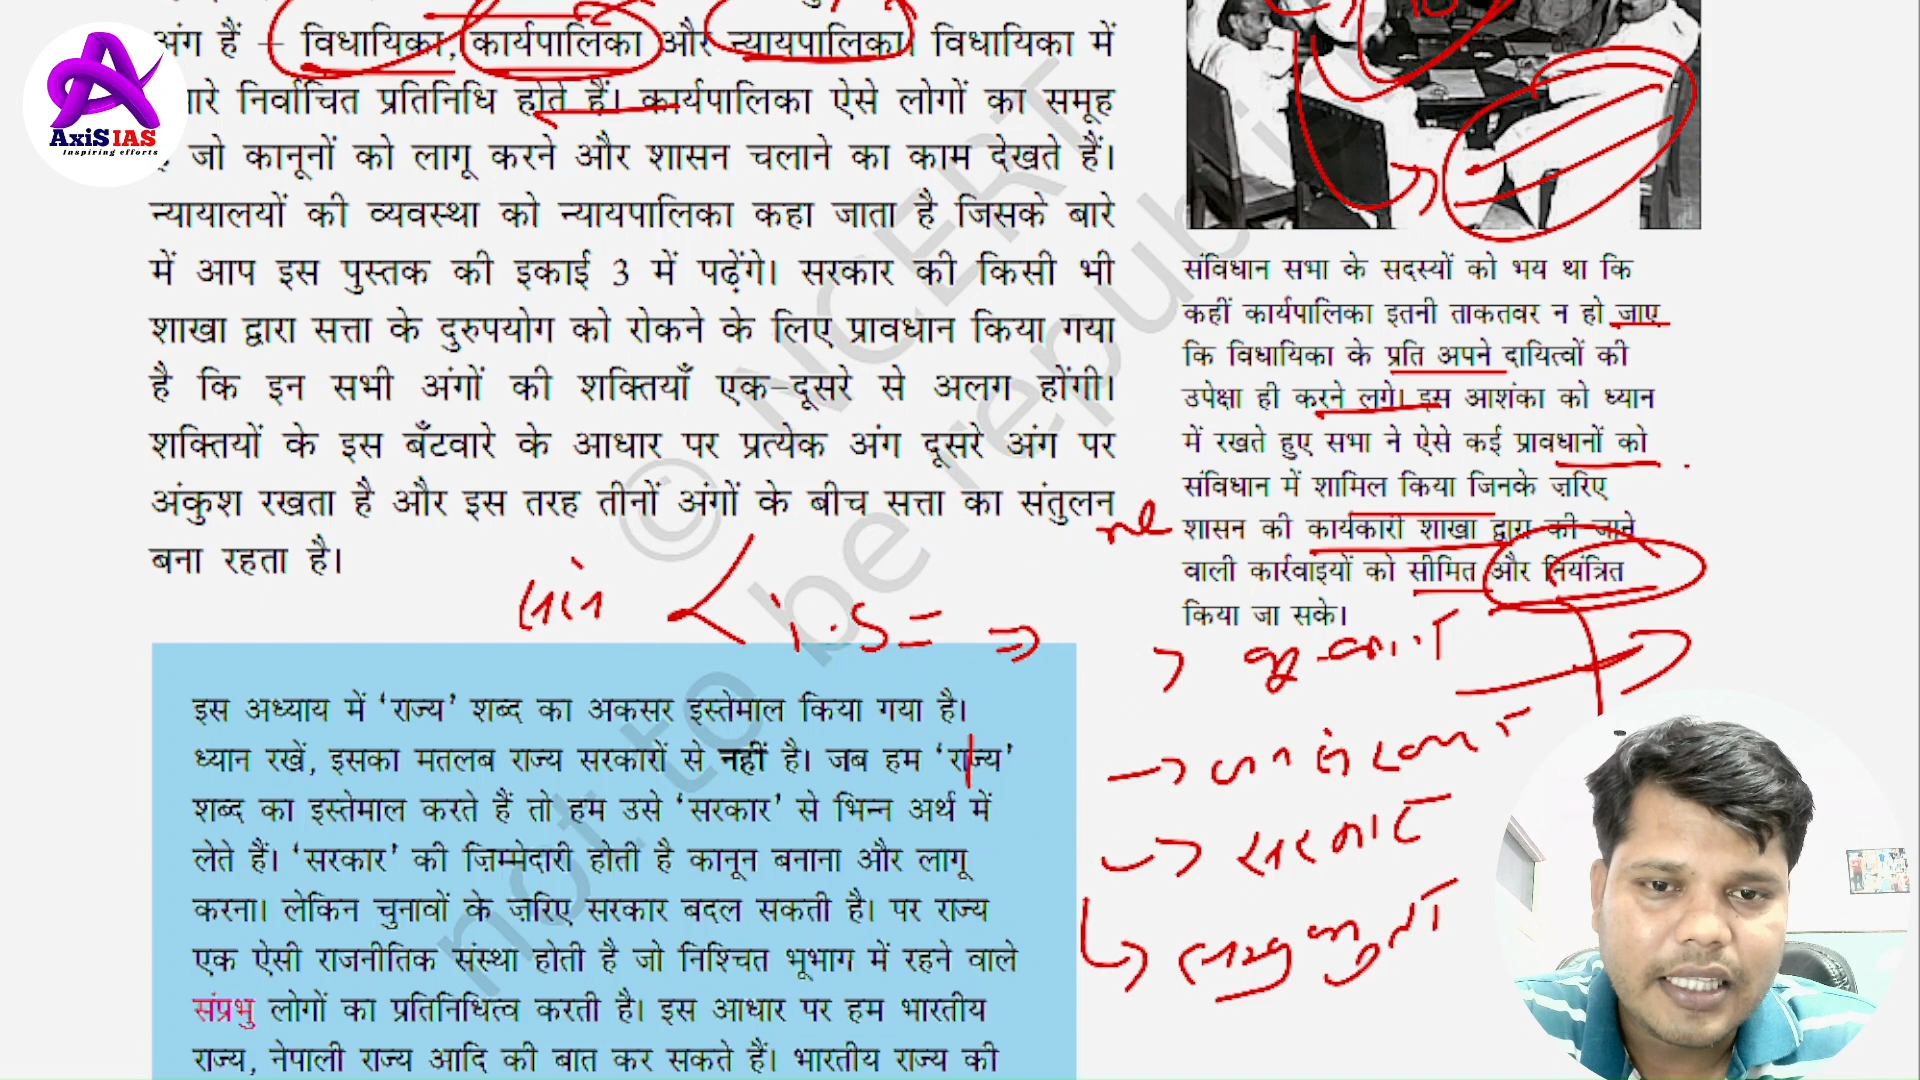 अंग हैं – विधायिका, कार्यपालिका और न्यायपालिका। विधायिका में
निर्वाचित प्रतिनिधि होते हैं। कार्यपालिका ऐसे लोगों का समूह
जो कानूनों को लागू करने और शासन चलाने का काम देखते हैं।
न्यायालयों की व्यवस्था को न्यायपालिका कहा जाता है जिसके बारे
में आप इस पुस्तक की इकाई 3 में पढ़ेंगे। सरकार की किसी भी
शाखा द्वारा सत्ता के दुरुपयोग को रोकने के लिए प्रावधान किया गया
है कि इन सभी अंगों की शक्तियाँ एक-दूसरे से अलग होंगी।
शक्तियों के इस बँटवारे के आधार पर प्रत्येक अंग दूसरे अंग पर
अंकुश रखता है और इस तरह तीनों अंगों के बीच सत्ता का संतुलन
बना रहता है।
AxiS IAS
Inspiring efforts
संविधान सभा के सदस्यों को भय था कि
कहीं कार्यपालिका इतनी ताकतवर न हो जाए
कि विधायिका के प्रति अपने दायित्वों की
उपेक्षा ही करने लगे। इस आशंका को ध्यान
में रखते हुए सभा ने ऐसे कई प्रावधानों को
संविधान में शामिल किया जिनके ज़रिए
शासन की कार्यकारी शाखा द्वारा की जाने
वाली कार्रवाइयों को सीमित और नियंत्रित
किया जा सके।
इस अध्याय में ‘राज्य’ शब्द का अकसर इस्तेमाल किया गया है।
ध्यान रखें, इसका मतलब राज्य सरकारों से नहीं है। जब हम ‘राज्य’
शब्द का इस्तेमाल करते हैं तो हम उसे ‘सरकार’ से भिन्न अर्थ में
लेते हैं। ‘सरकार’ की ज़िम्मेदारी होती है कानून बनाना और लागू
करना। लेकिन चुनावों के ज़रिए सरकार बदल सकती है। पर राज्य
एक ऐसी राजनीतिक संस्था होती है जो निश्चित भूभाग में रहने वाले
संप्रभु लोगों का प्रतिनिधित्व करती है। इस आधार पर हम भारतीय
राज्य, नेपाली राज्य आदि की बात कर सकते हैं। भारतीय राज्य की
© NCERT
not to be republi